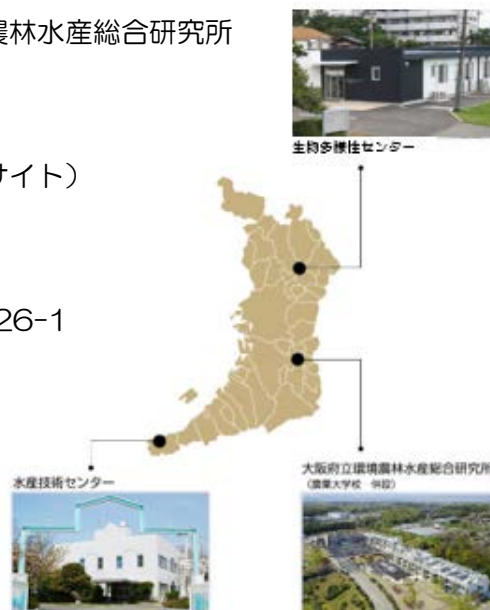 農林水産総合研究所
生物多様性センター
サイト）
26-1
大阪府立環境農林水産総合研究所
（農業大学校　併設）
水産技術センター